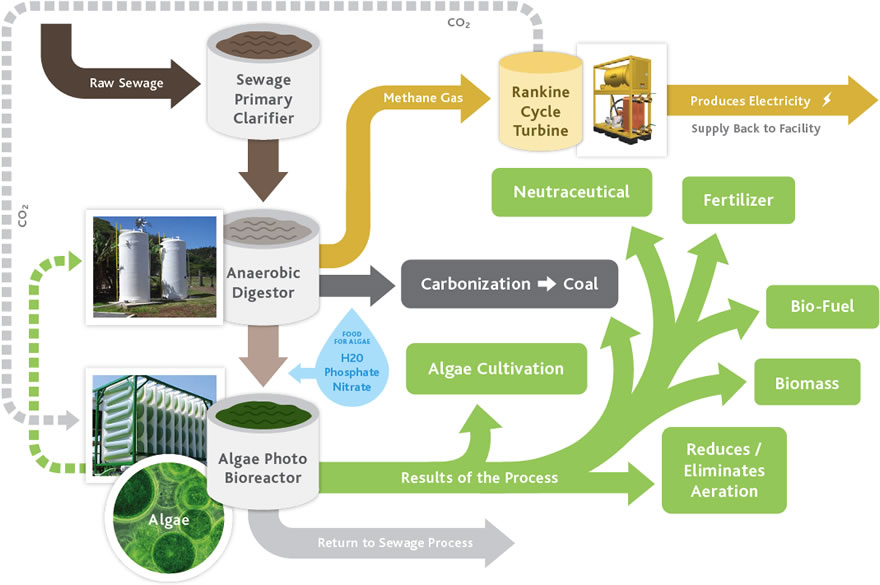 CO₂
Raw Sewage
Sewage
Primary
Clarifier
Methane Gas
Rankine
Cycle
Turbine
Produces Electricity
Supply Back to Facility
CO₂
Neutraceutical
Fertilizer
Anaerobic
Digestor
Carbonization → Coal
Bio-Fuel
FOOD
FOR ALGAE
H20
Phosphate
Nitrate
Algae Cultivation
Biomass
Algae Photo
Bioreactor
Results of the Process
Reduces /
Eliminates
Aeration
Algae
Return to Sewage Process